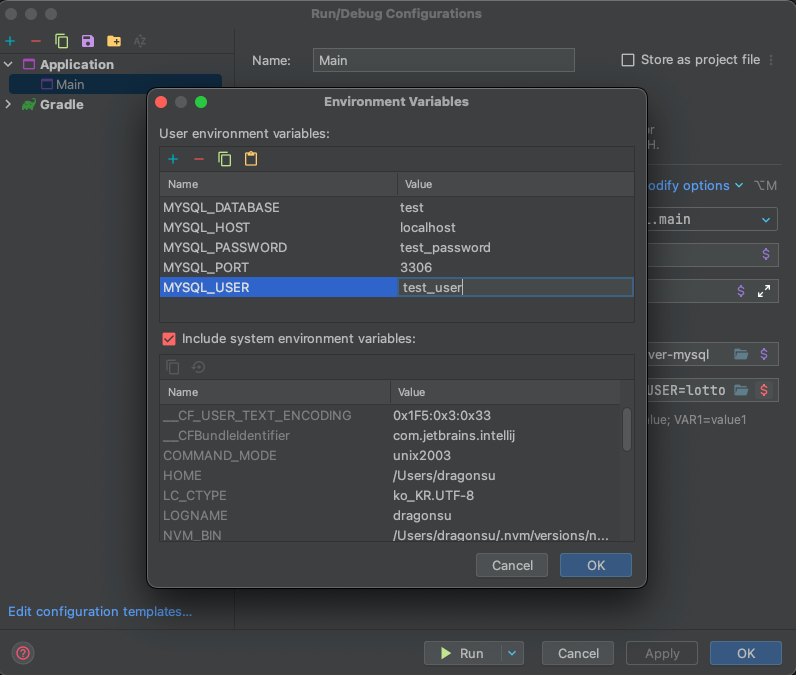 Run/Debug Configurations
Application
Main
Gradle
Name:
Main
Store as project file
Environment Variables
User environment variables:
Name Value
MYSQL_DATABASE test
MYSQL_HOST localhost
MYSQL_PASSWORD test_password
MYSQL_PORT 3306
MYSQL_USER test_user
Include system environment variables:
Name Value
__CF_USER_TEXT_ENCODING 0x1F5:0x3:0x33
__CFBundleIdentifier com.jetbrains.intellij
COMMAND_MODE unix2003
HOME /Users/dragonsu
LC_CTYPE ko_KR.UTF-8
LOGNAME dragonsu
NVM_BIN /Users/dragonsu/.nvm/versions/n...
Cancel OK
H.
odify options ⌥M
.main
ver-mysql
USER=lotto
alue; VAR1=value1
Edit configuration templates...
? Run Cancel Apply OK